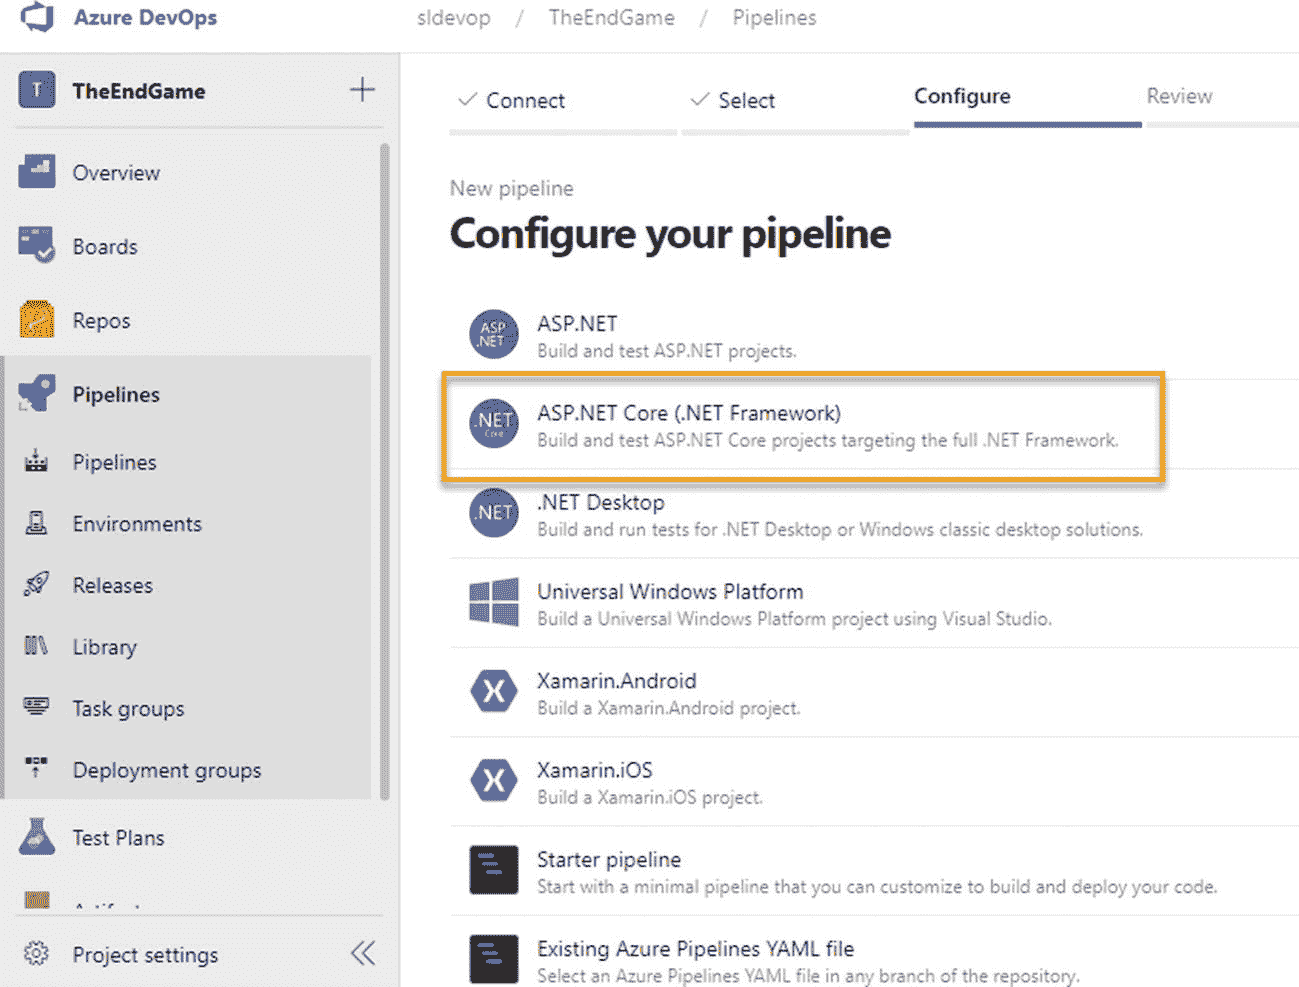 Azure DevOps
sldevop / TheEndGame / Pipelines
T TheEndGame
Overview
Boards
Repos
Pipelines
Pipelines
Environments
Releases
Library
Task groups
Deployment groups
Test Plans
Project settings
Connect
Select
Configure
Review
New pipeline
Configure your pipeline
ASP .NET
ASP.NET
Build and test ASP.NET projects.
.NET Core
ASP.NET Core (.NET Framework)
Build and test ASP.NET Core projects targeting the full .NET Framework.
.NET
.NET Desktop
Build and run tests for .NET Desktop or Windows classic desktop solutions.
Universal Windows Platform
Build a Universal Windows Platform project using Visual Studio.
Xamarin.Android
Build a Xamarin.Android project.
Xamarin.iOS
Build a Xamarin.iOS project.
Starter pipeline
Start with a minimal pipeline that you can customize to build and deploy your code.
Existing Azure Pipelines YAML file
Select an Azure Pipelines YAML file in any branch of the repository.